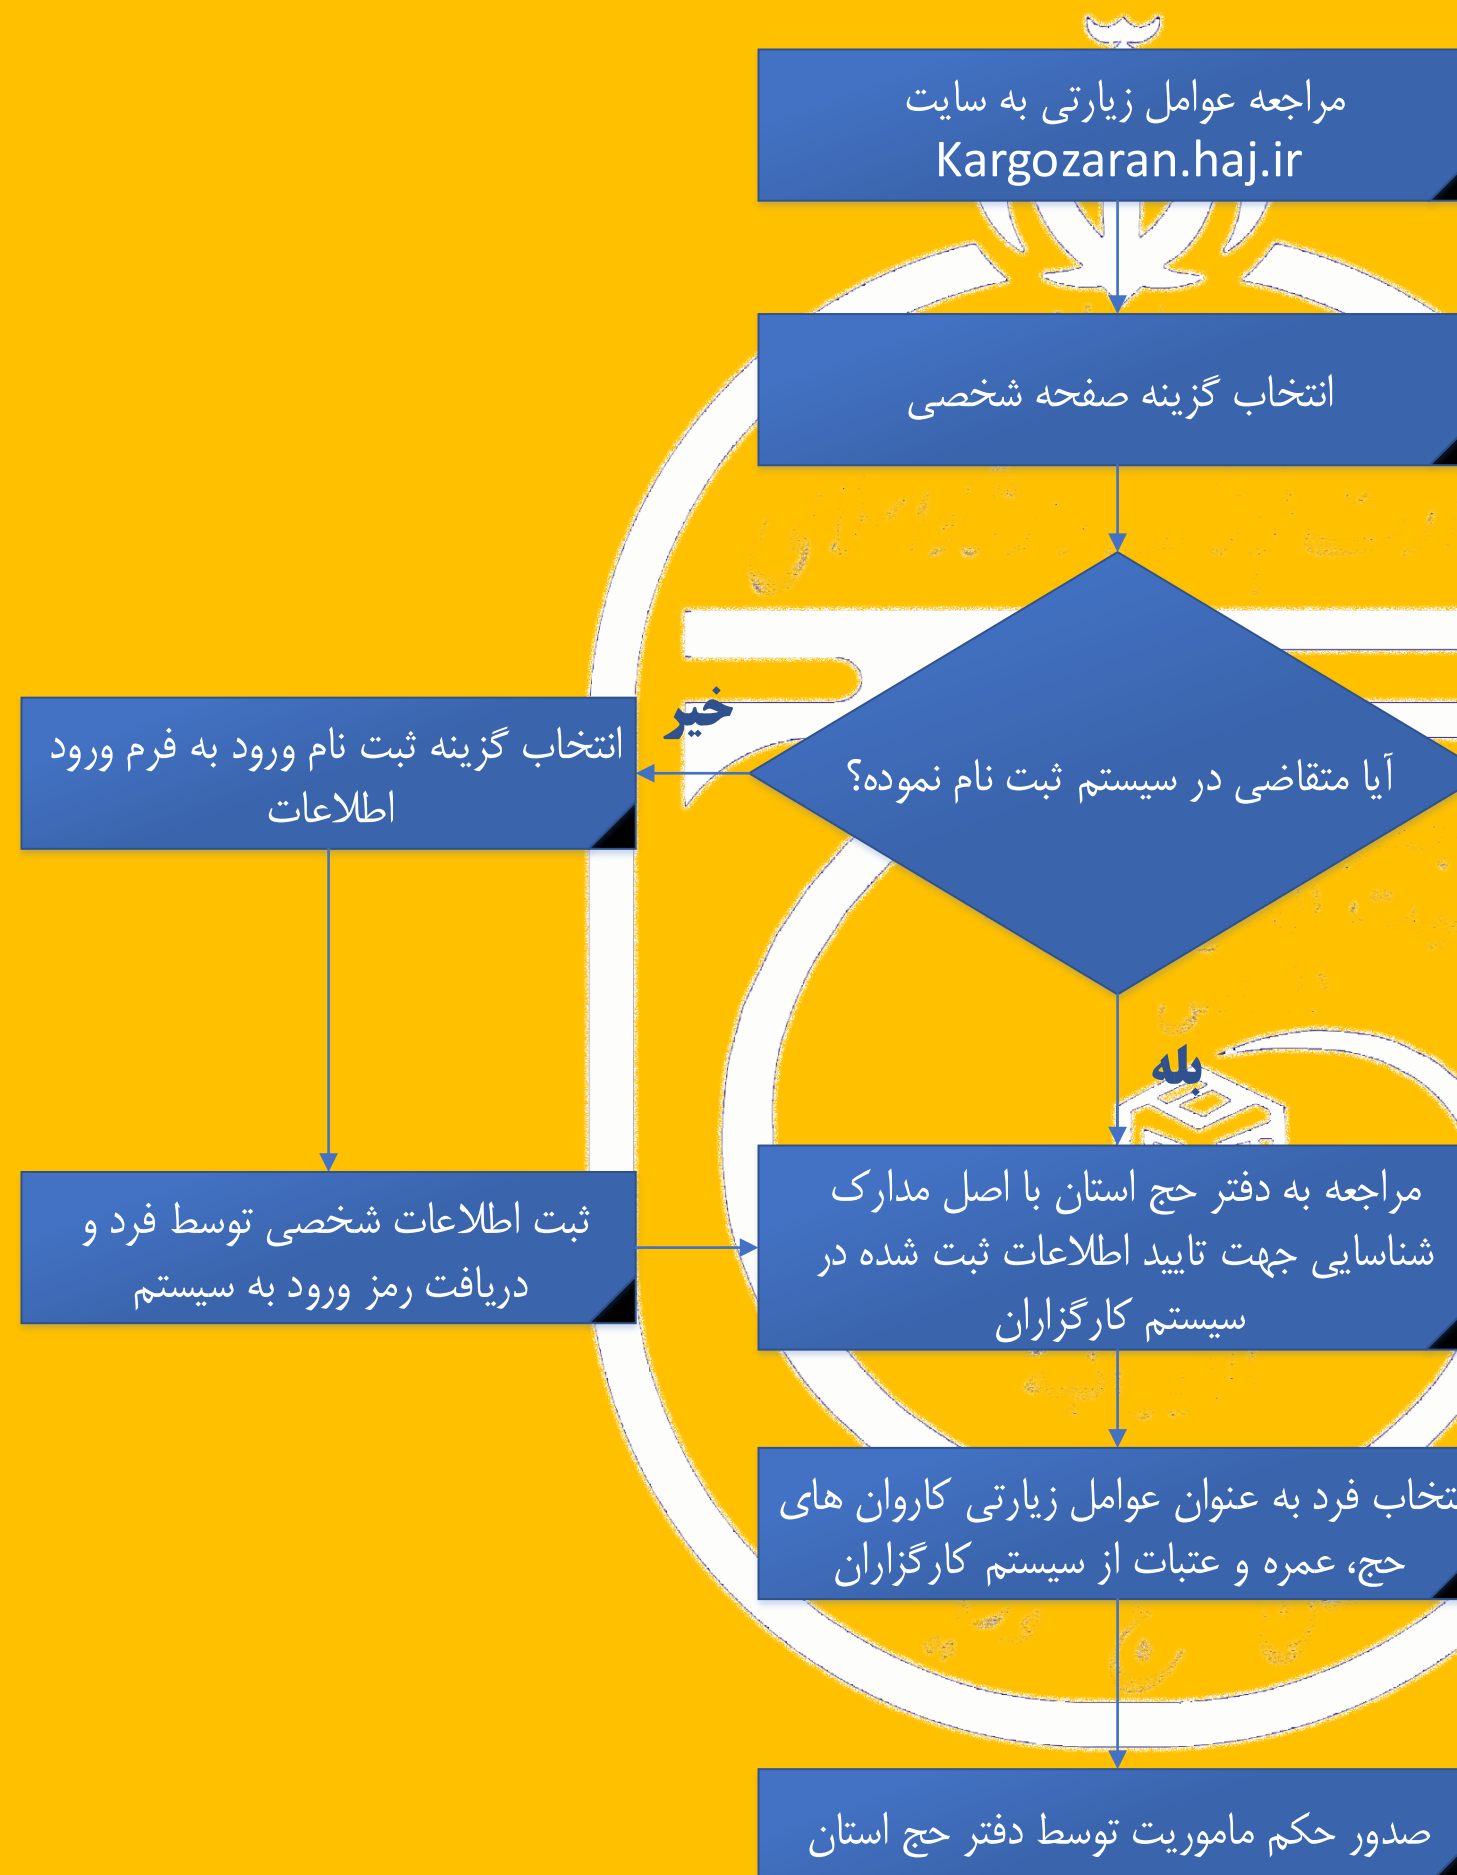 مراجعه عوامل زیارتی به سایت
Kargozaran.haj.ir
انتخاب گزینه صفحه شخصی
آیا متقاضی در سیستم ثبت نام نموده؟
خیر
انتخاب گزینه ثبت نام ورود به فرم ورود
اطلاعات
ثبت اطلاعات شخصی توسط فرد و
دریافت رمز ورود به سیستم
بله
مراجعه به دفتر حج استان با اصل مدارک
شناسایی جهت تایید اطلاعات ثبت شده در
سیستم کارگزاران
تخاب فرد به عنوان عوامل زیارتی کاروان های
حج، عمره و عتبات از سیستم کارگزاران
صدور حکم ماموریت توسط دفتر حج استان